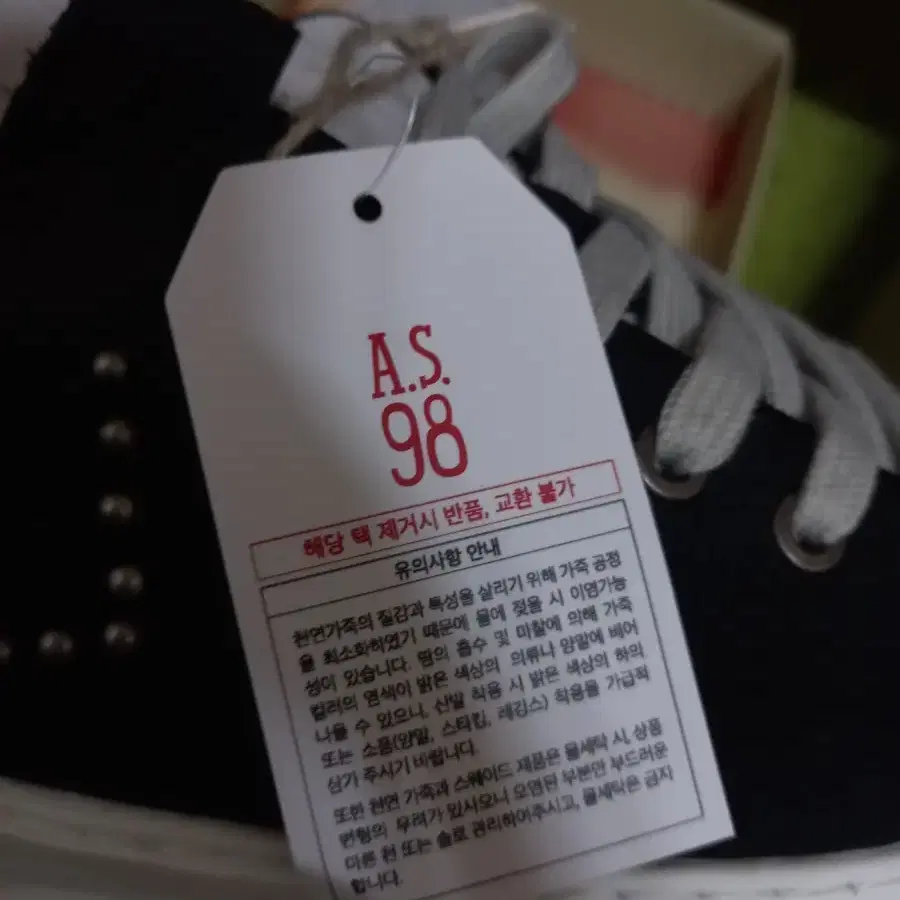 A.S.
98
해당 택 제거시 반품, 교환 불가
유의사항 안내
천연가죽의 질감과 특성을 살리기 위해 가죽 공정
을 최소화하였기 때문에 물에 젖을 시 이염가능
성이 있습니다. 땀의 흡수 및 마찰에 의해 가죽
컬러의 염색이 밝은 색상의 의류나 양말에 베어
나올 수 있으니, 신발 착용 시 밝은 색상의 하의
또는 소품(양말, 스타킹, 레깅스) 착용을 가급적
삼가 주시기 바랍니다.
또한 천연 가죽과 스웨이드 제품은 물세탁 시, 상품
변형의 우려가 있사오니 오염된 부분만 부드러운
마른 천 또는 솔로 관리하여주시고, 물세탁은 금지
합니다.